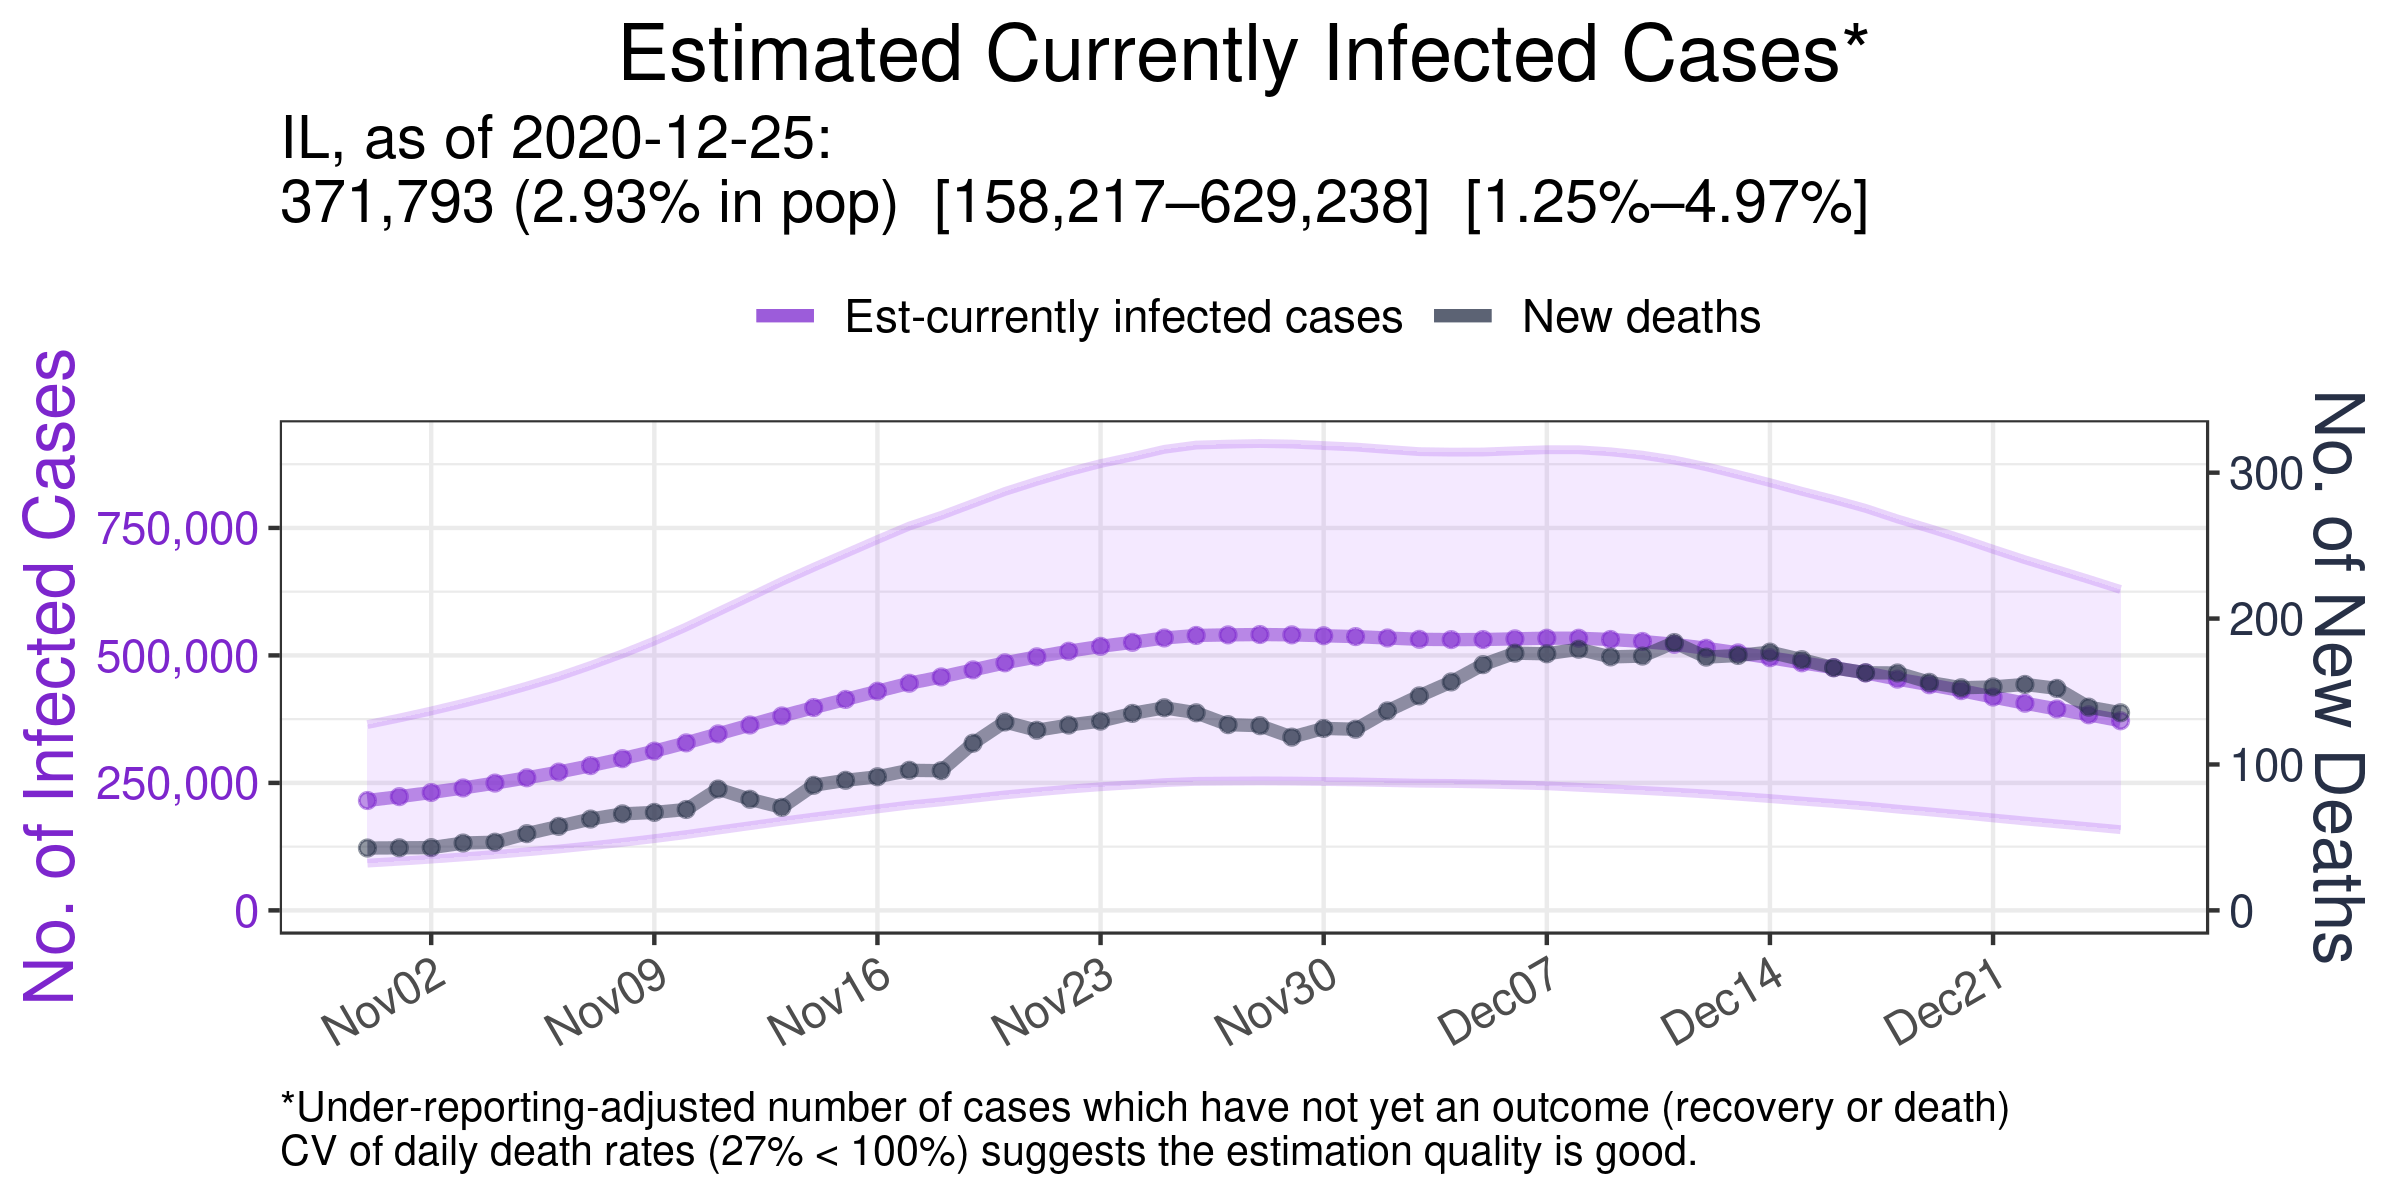 Estimated Currently Infected Cases*
IL, as of 2020-12-25:
371,793 (2.93% in pop)  [158,217–629,238]  [1.25%–4.97%]
Est-currently infected cases
New deaths
No. of Infected Cases
750,000
500,000
250,000
0
300
200
100
0
No. of New Deaths
Nov02
Nov09
Nov16
Nov23
Nov30
Dec07
Dec14
Dec21
*Under-reporting-adjusted number of cases which have not yet an outcome (recovery or death)
CV of daily death rates (27% < 100%) suggests the estimation quality is good.